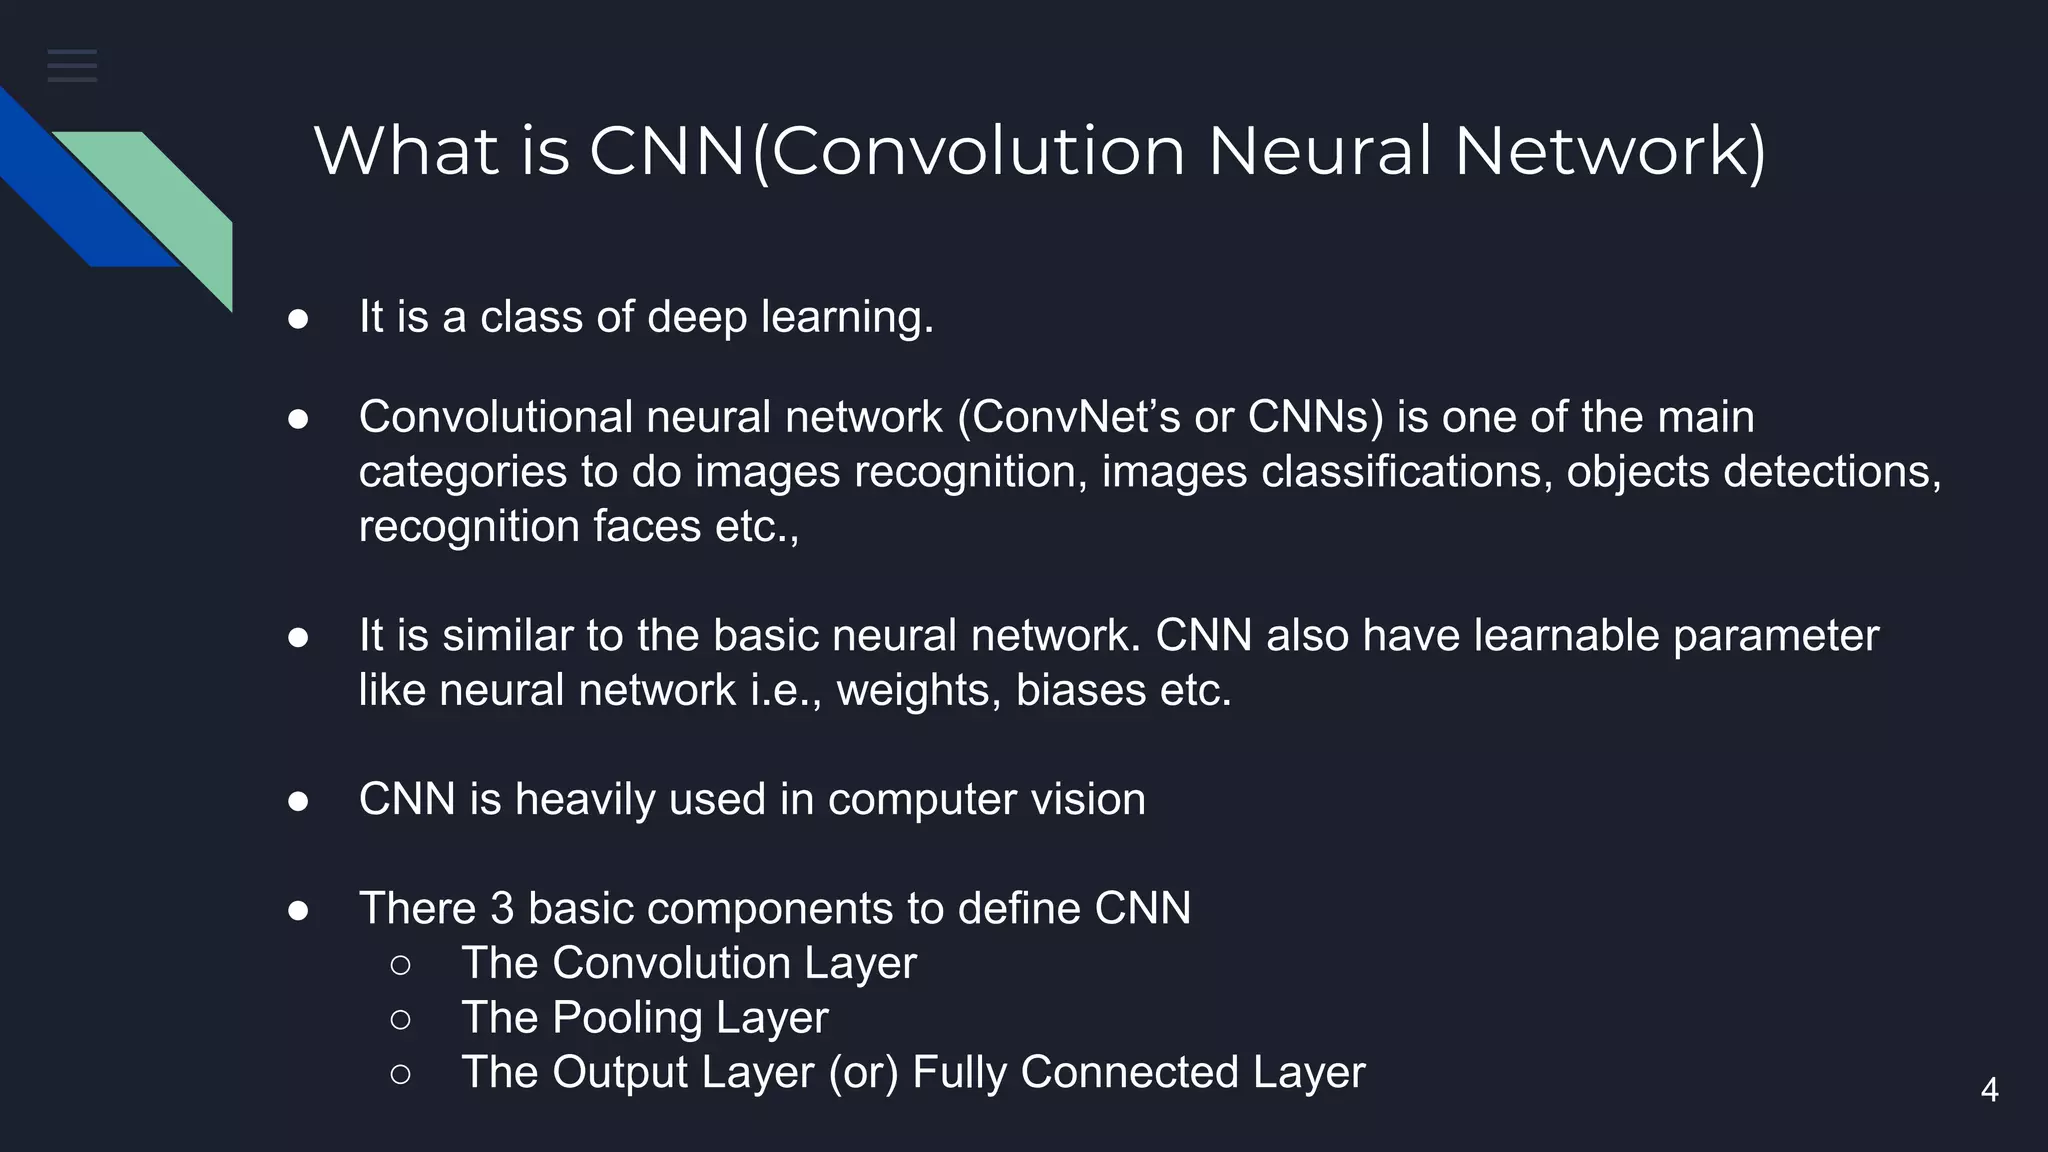 What is CNN(Convolution Neural Network)
● It is a class of deep learning.
● Convolutional neural network (ConvNet’s or CNNs) is one of the main
categories to do images recognition, images classifications, objects detections,
recognition faces etc.,
● It is similar to the basic neural network. CNN also have learnable parameter
like neural network i.e., weights, biases etc.
● CNN is heavily used in computer vision
● There 3 basic components to define CNN
○ The Convolution Layer
○ The Pooling Layer
○ The Output Layer (or) Fully Connected Layer
4